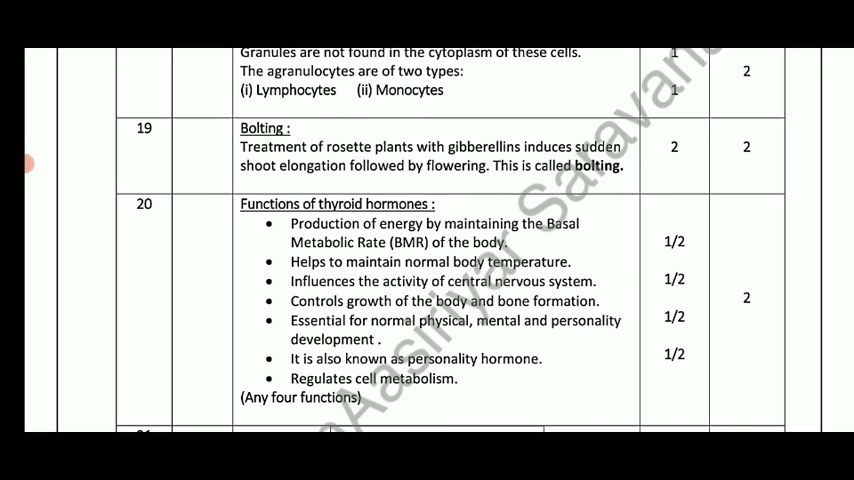 Granules are not found in the cytoplasm of these cells. 1
The agranulocytes are of two types: 2
(i) Lymphocytes (ii) Monocytes 1
19 Bolting :
Treatment of rosette plants with gibberellins induces sudden 2 2
shoot elongation followed by flowering. This is called bolting.
20 Functions of thyroid hormones :
• Production of energy by maintaining the Basal
Metabolic Rate (BMR) of the body. 1/2
• Helps to maintain normal body temperature.
• Influences the activity of central nervous system. 1/2
• Controls growth of the body and bone formation. 2
• Essential for normal physical, mental and personality 1/2
development .
• It is also known as personality hormone. 1/2
• Regulates cell metabolism.
(Any four functions)